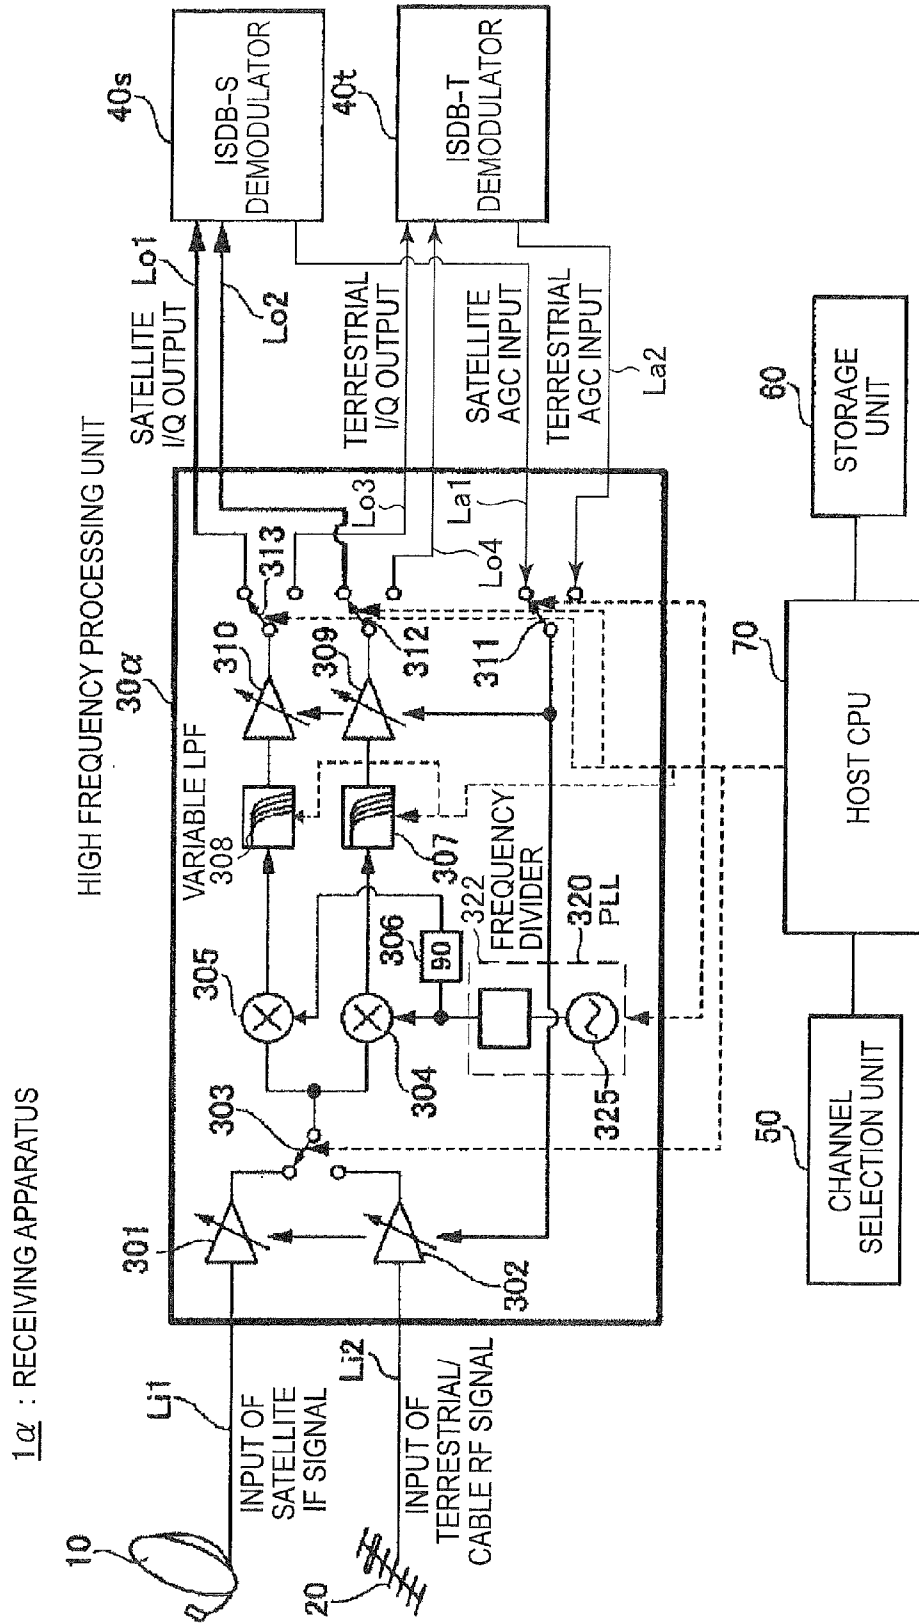 1α : RECEIVING APPARATUS
HIGH FREQUENCY PROCESSING UNIT
30α
10
Li1
INPUT OF
SATELLITE
IF SIGNAL
20
Li2
INPUT OF
TERRESTRIAL/
CABLE RF SIGNAL
301
302
303
304
305
306
90
VARIABLE LPF
308
307
310
309
313
312
311
322
FREQUENCY
DIVIDER
320
PLL
325
SATELLITE
I/Q OUTPUT
Lo1
Lo2
TERRESTRIAL
I/Q OUTPUT
Lo3
Lo4
SATELLITE
AGC INPUT
La1
TERRESTRIAL
AGC INPUT
La2
40s
ISDB-S
DEMODULATOR
40t
ISDB-T
DEMODULATOR
50
CHANNEL
SELECTION UNIT
70
HOST CPU
60
STORAGE
UNIT